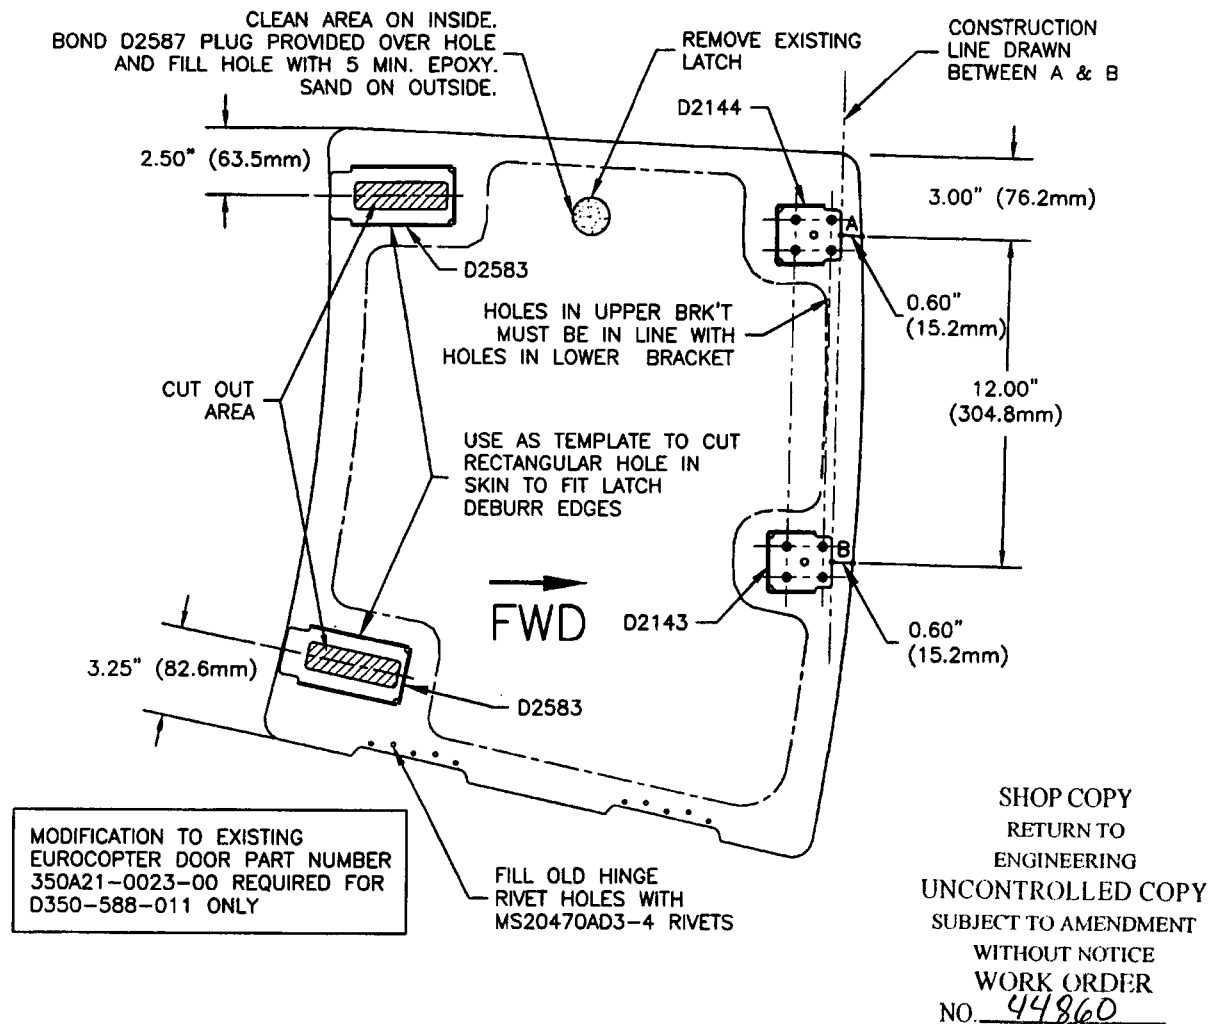 CLEAN AREA ON INSIDE.
BOND D2587 PLUG PROVIDED OVER HOLE
AND FILL HOLE WITH 5 MIN. EPOXY.
SAND ON OUTSIDE.
REMOVE EXISTING
LATCH
CONSTRUCTION
LINE DRAWN
BETWEEN A & B
D2144
2.50" (63.5mm)
3.00" (76.2mm)
A
D2583
HOLES IN UPPER BRK'T
MUST BE IN LINE WITH
HOLES IN LOWER BRACKET
0.60"
(15.2mm)
CUT OUT
AREA
12.00"
(304.8mm)
USE AS TEMPLATE TO CUT
RECTANGULAR HOLE IN
SKIN TO FIT LATCH
DEBURR EDGES
B
FWD
D2143
0.60"
(15.2mm)
3.25" (82.6mm)
D2583
MODIFICATION TO EXISTING
EUROCOPTER DOOR PART NUMBER
350A21-0023-00 REQUIRED FOR
D350-588-011 ONLY
FILL OLD HINGE
RIVET HOLES WITH
MS20470AD3-4 RIVETS
SHOP COPY
RETURN TO
ENGINEERING
UNCONTROLLED COPY
SUBJECT TO AMENDMENT
WITHOUT NOTICE
WORK ORDER
NO. 44860